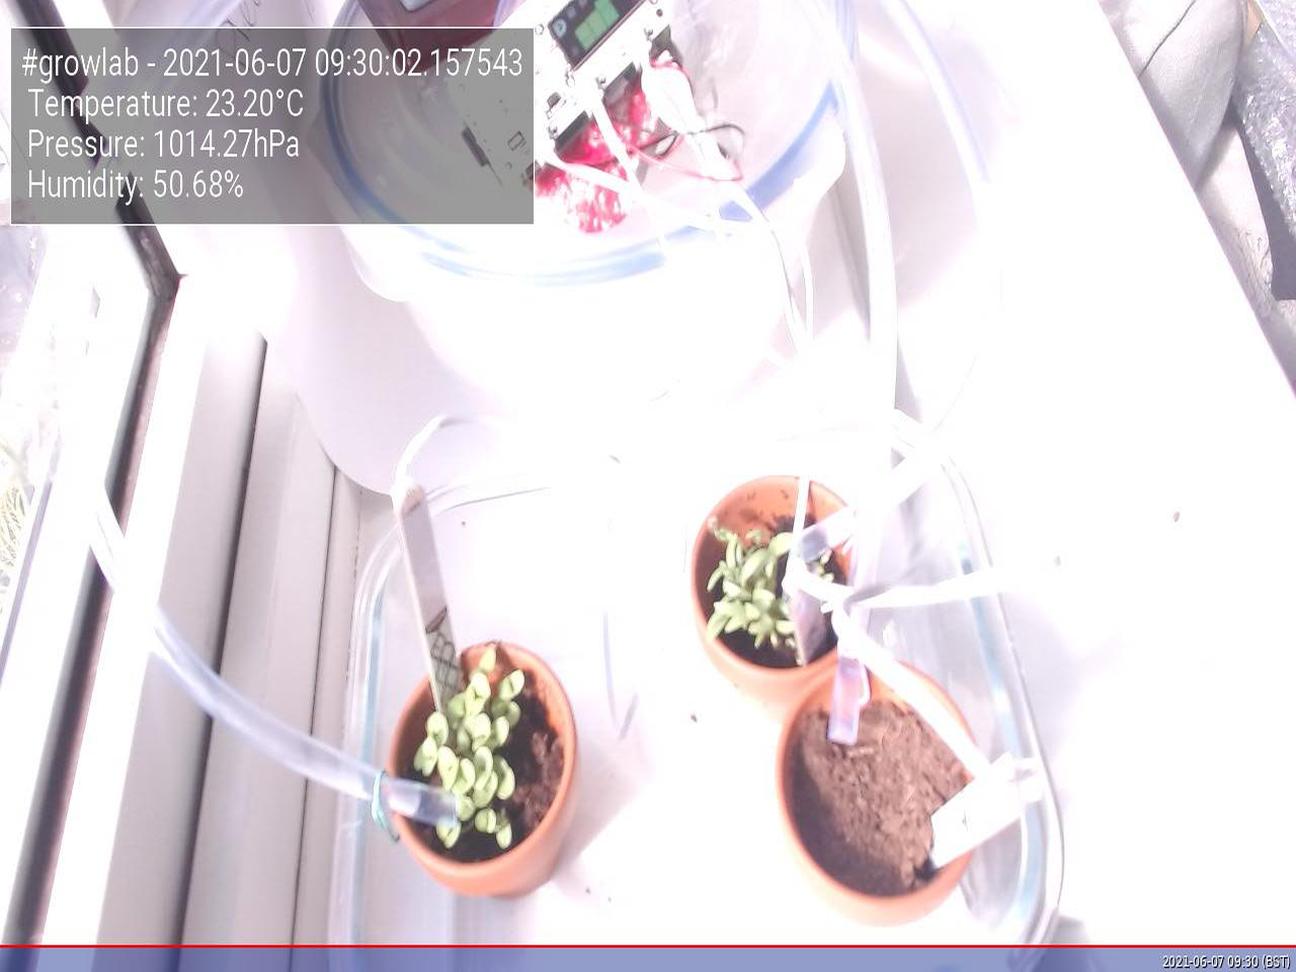 #growlab - 2021-06-07 09:30:02.157543
Temperature: 23.20°C
Pressure: 1014.27hPa
Humidity: 50.68%
2021-06-07 09:30 (BST)